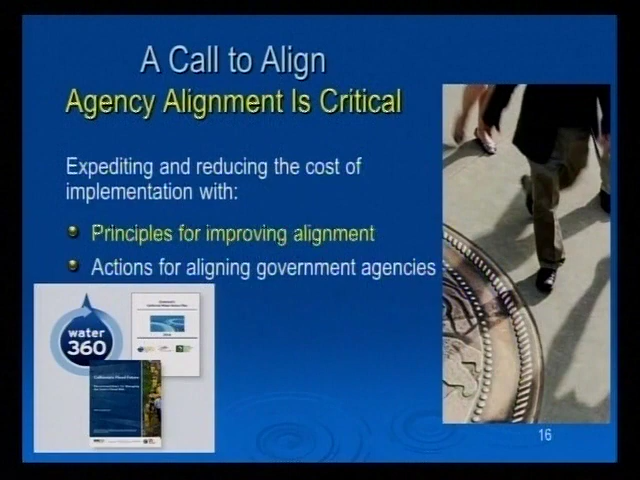 A Call to Align
Agency Alignment Is Critical
Expediting and reducing the cost of
implementation with:
Principles for improving alignment
Actions for aligning government agencies
water
360
16